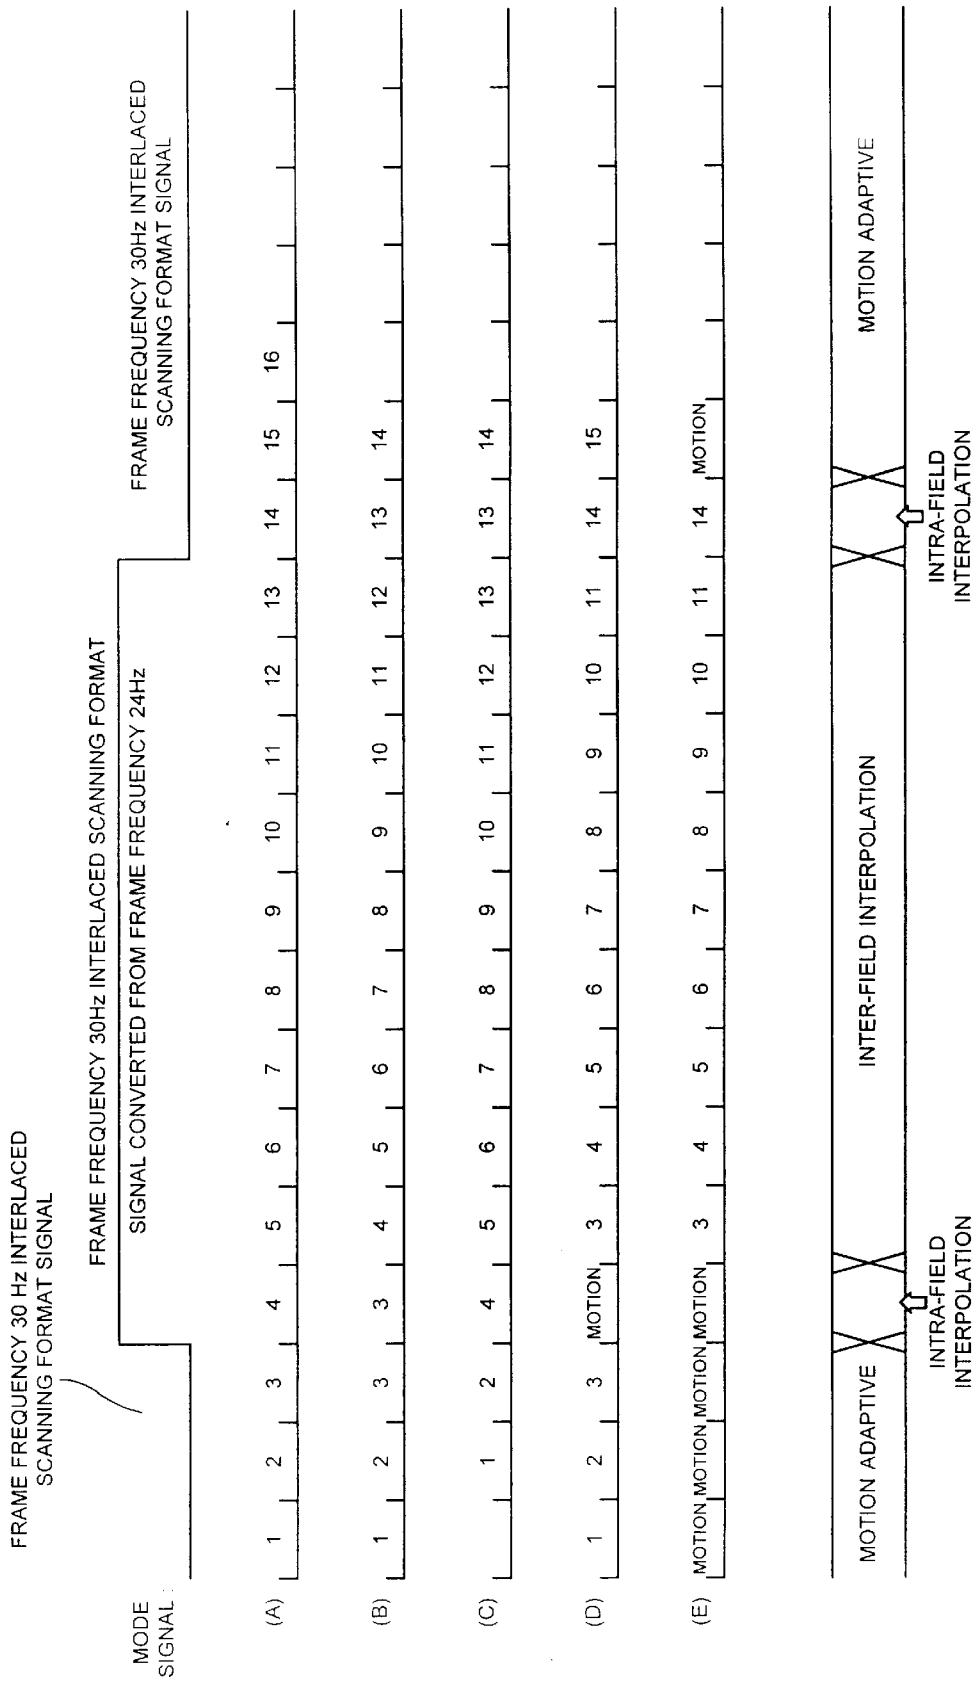 FRAME FREQUENCY 30 Hz INTERLACED
SCANNING FORMAT SIGNAL
FRAME FREQUENCY 30Hz INTERLACED SCANNING FORMAT
SIGNAL CONVERTED FROM FRAME FREQUENCY 24Hz
FRAME FREQUENCY 30Hz INTERLACED
SCANNING FORMAT SIGNAL
MODE
SIGNAL :
(A) 1 2 3 4 5 6 7 8 9 10 11 12 13 14 15 16
(B) 1 2 3 3 4 5 6 7 8 9 10 11 12 13 14
(C) 1 2 4 5 6 7 8 9 10 11 12 13 13 14
(D) 1 2 3 MOTION 3 4 5 6 7 8 9 10 11 14 15
(E) MOTION MOTION MOTION MOTION 3 4 5 6 7 8 9 10 11 14 MOTION
MOTION ADAPTIVE INTER-FIELD INTERPOLATION MOTION ADAPTIVE
INTRA-FIELD
INTERPOLATION
INTRA-FIELD
INTERPOLATION